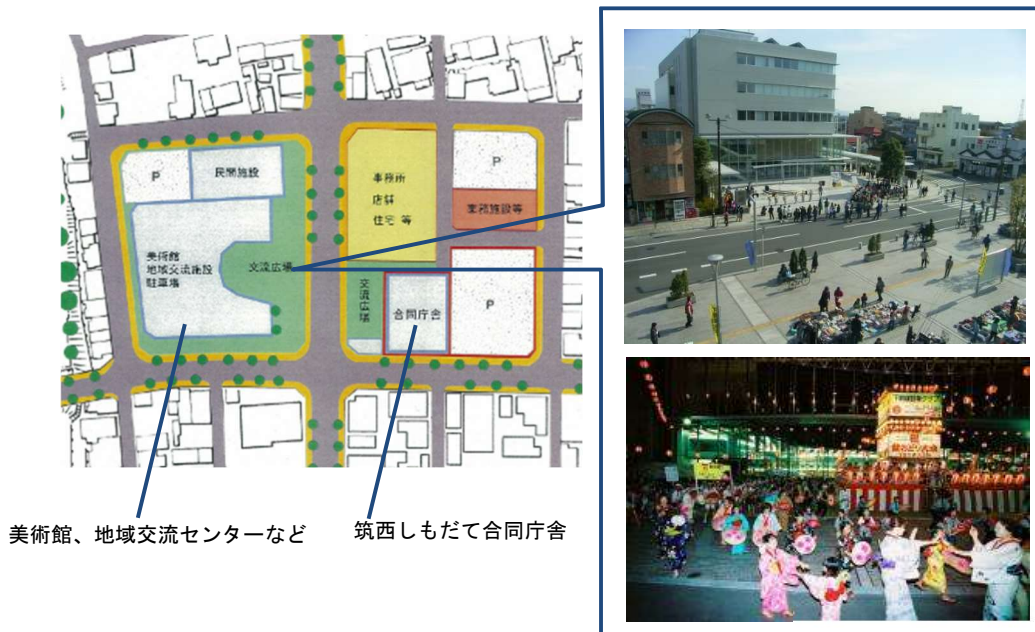 P
民間施設
美術館
地域交流施設
駐車場
交流広場
事務所
店舗
住宅 等
P
業務施設等
交流広場
合同庁舎
P
美術館、地域交流センターなど
筑西しもだて合同庁舎